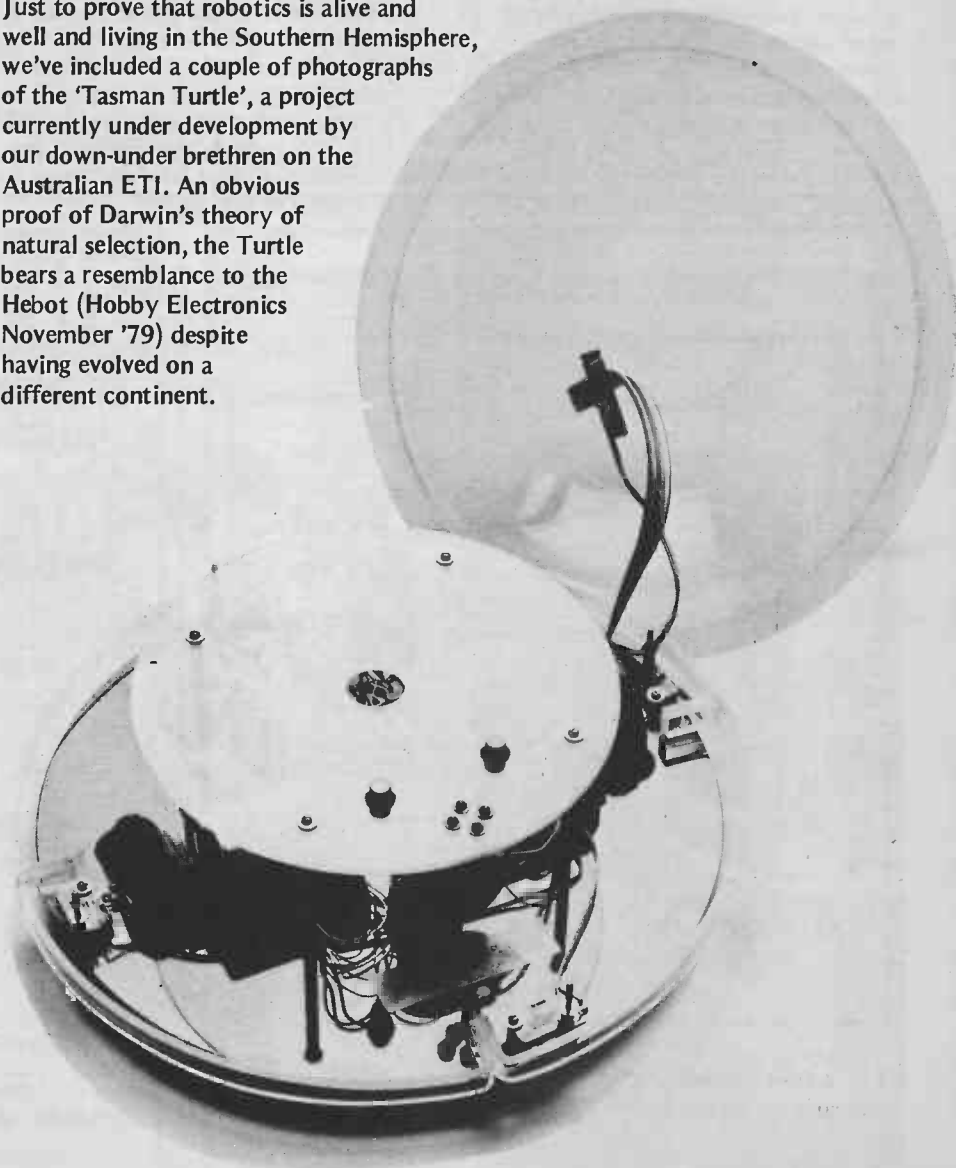 Just to prove that robotics is alive and
well and living in the Southern Hemisphere,
we've included a couple of photographs
of the 'Tasman Turtle', a project
currently under development by
our down-under brethren on the
Australian ETI. An obvious
proof of Darwin's theory of
natural selection, the Turtle
bears a resemblance to the
Hebot (Hobby Electronics
November '79) despite
having evolved on a
different continent.